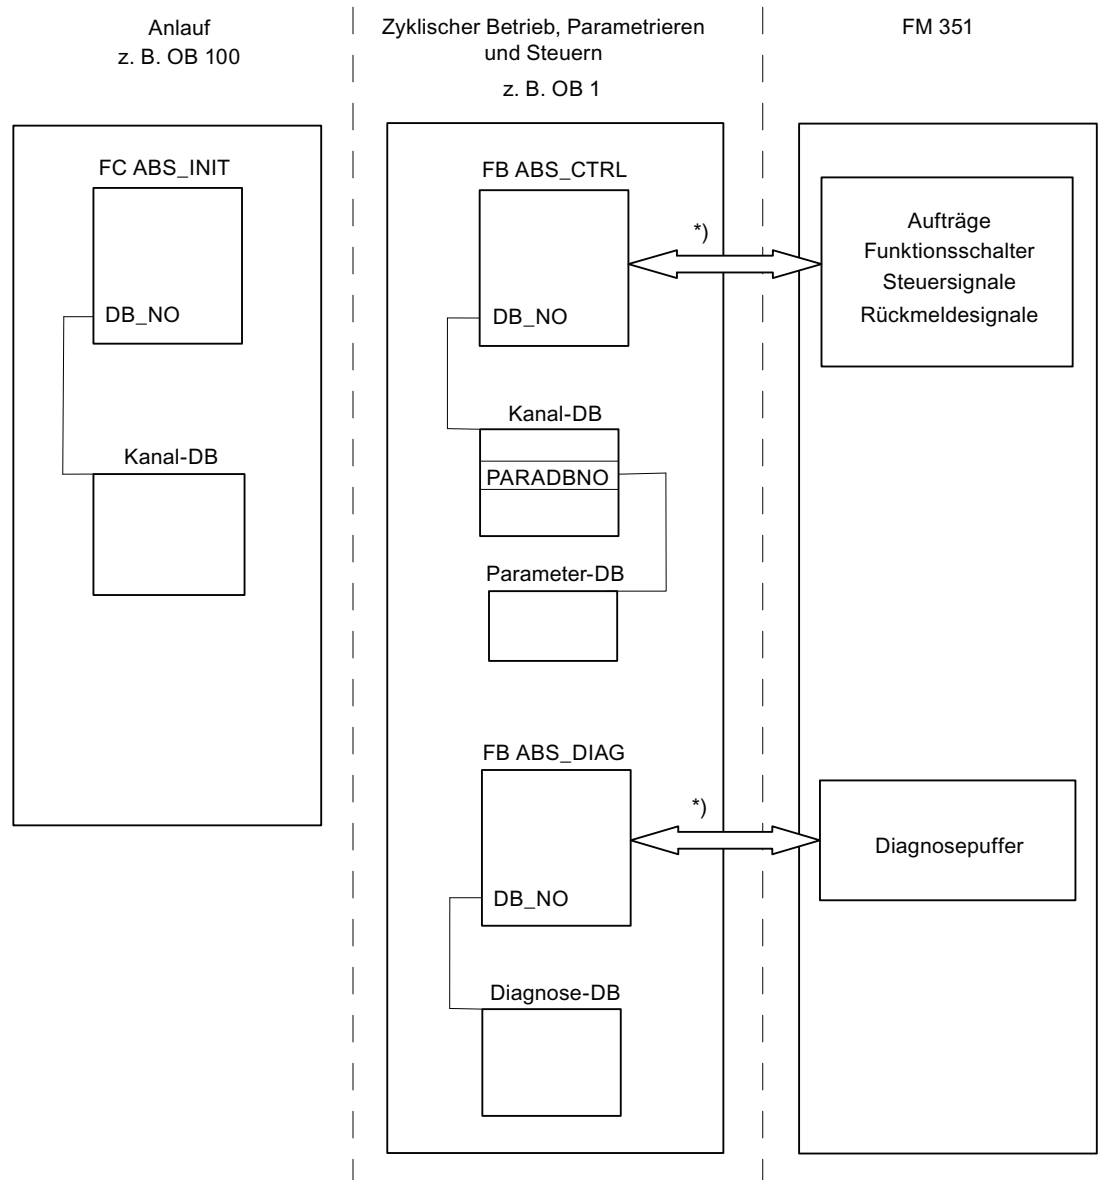 Anlauf
z. B. OB 100
FC ABS_INIT
DB_NO
Kanal-DB
Zyklischer Betrieb, Parametrieren
und Steuern
z. B. OB 1
FB ABS_CTRL
*)
DB_NO
Kanal-DB
PARADBNO
Parameter-DB
FB ABS_DIAG
*)
DB_NO
Diagnose-DB
FM 351
Aufträge
Funktionsschalter
Steuersignale
Rückmeldesignale
Diagnosepuffer